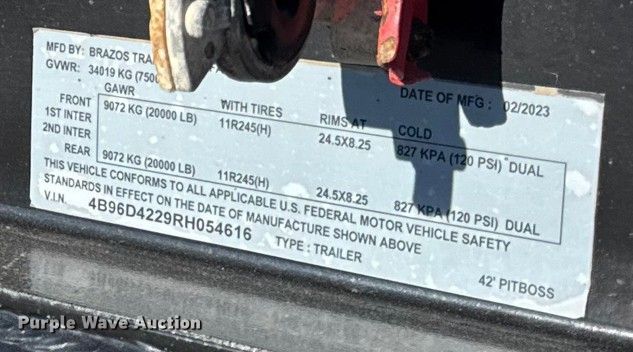 MFD BY: BRAZOS TRA
DATE OF MFG : 02/2023
GVWR: 34019 KG (7500
GAWR WITH TIRES RIMS AT COLD
FRONT 9072 KG (20000 LB) 11R245(H) 24.5X8.25 827 KPA (120 PSI) DUAL
1ST INTER
2ND INTER
REAR 9072 KG (20000 LB) 11R245(H) 24.5X8.25 827 KPA (120 PSI) DUAL
THIS VEHICLE CONFORMS TO ALL APPLICABLE U.S. FEDERAL MOTOR VEHICLE SAFETY
STANDARDS IN EFFECT ON THE DATE OF MANUFACTURE SHOWN ABOVE
V.I.N. 4B96D4229RH054616 TYPE : TRAILER 42' PITBOSS
Purple Wave Auction